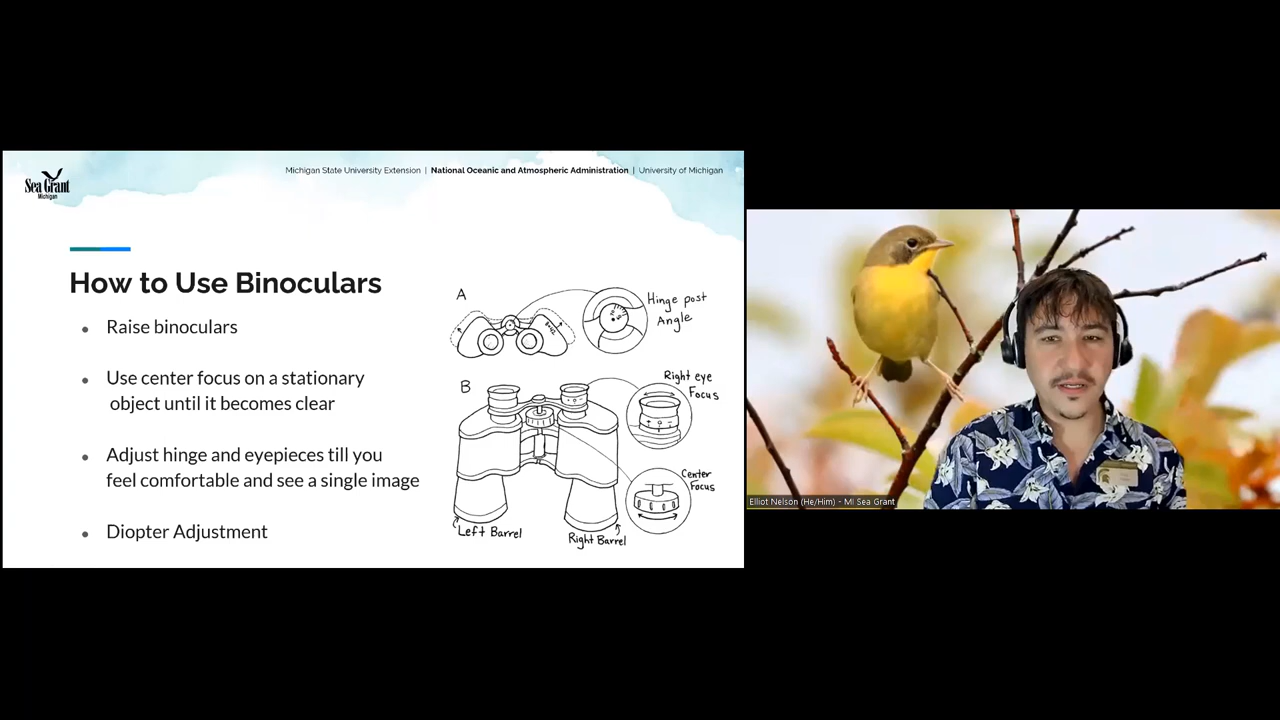 Sea Grant
Michigan
Michigan State University Extension | National Oceanic and Atmospheric Administration | University of Michigan
How to Use Binoculars
Raise binoculars
Use center focus on a stationary
object until it becomes clear
Adjust hinge and eyepieces till you
feel comfortable and see a single image
Diopter Adjustment
A
Hinge post
Angle
B
Right eye
Focus
Center
Focus
Left Barrel
Right Barrel
Elliot Nelson (He/Him) - MI Sea Grant